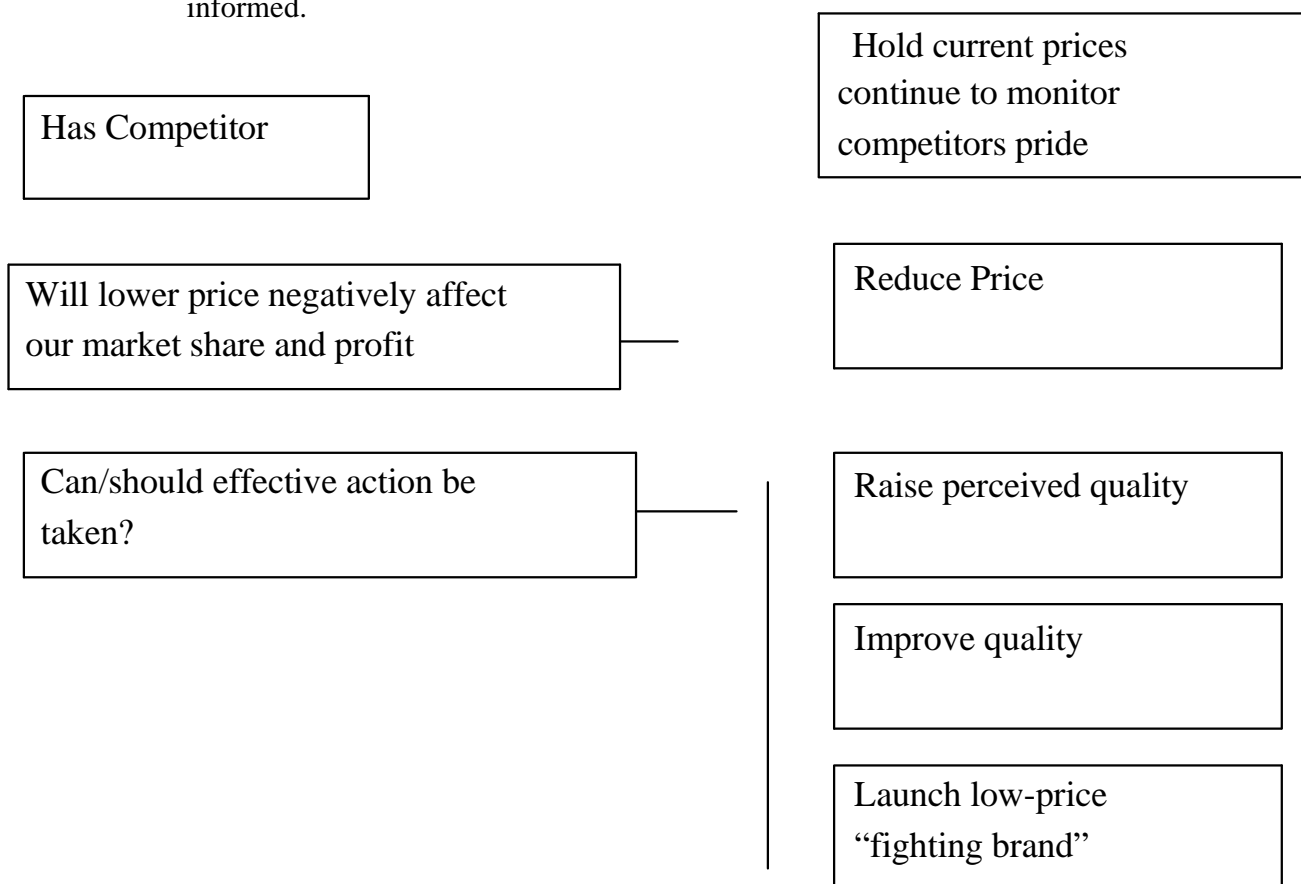 informed.
Has Competitor
Hold current prices
continue to monitor
competitors pride
Will lower price negatively affect
our market share and profit
Reduce Price
Can/should effective action be
taken?
Raise perceived quality
Improve quality
Launch low-price
“fighting brand”